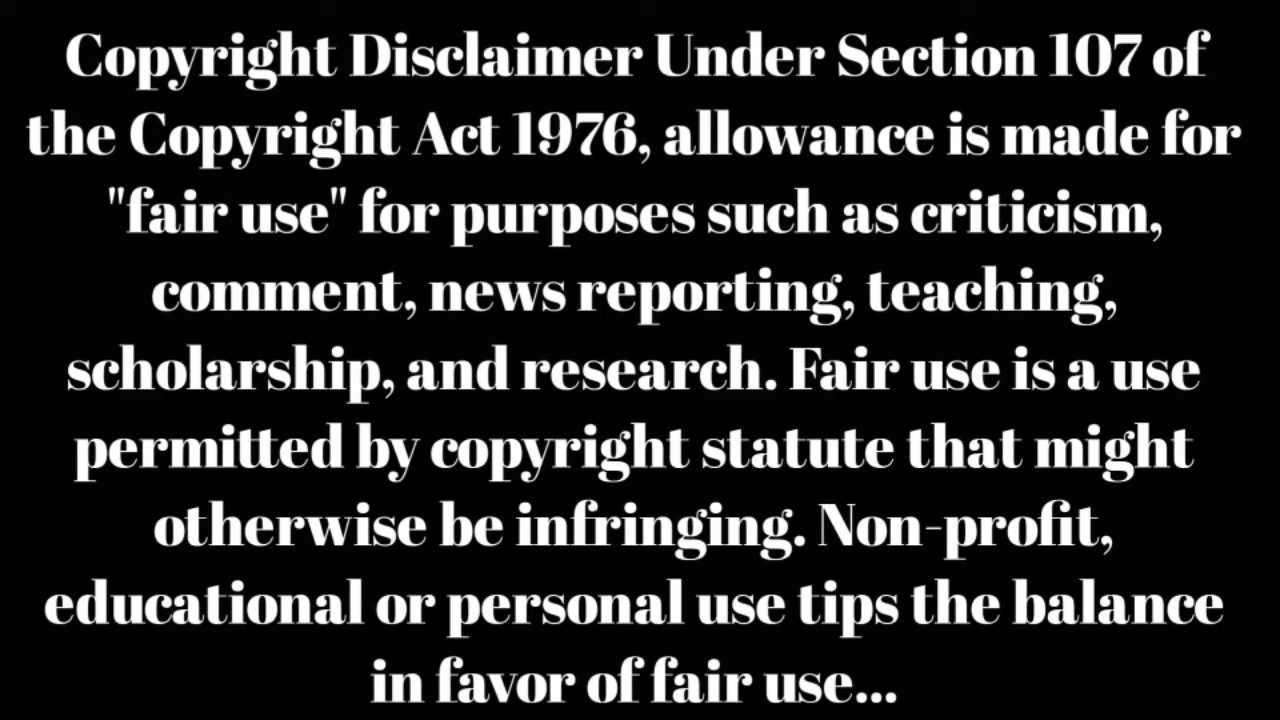 Copyright Disclaimer Under Section 107 of
the Copyright Act 1976, allowance is made for
"fair use" for purposes such as criticism,
comment, news reporting, teaching,
scholarship, and research. Fair use is a use
permitted by copyright statute that might
otherwise be infringing. Non-profit,
educational or personal use tips the balance
in favor of fair use...